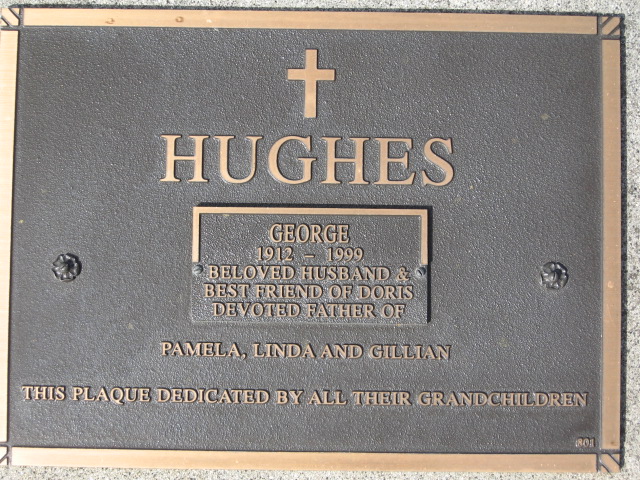 HUGHES
GEORGE
1912 - 1999
BELOVED HUSBAND &
BEST FRIEND OF DORIS
DEVOTED FATHER OF
PAMELA, LINDA AND GILLIAN
THIS PLAQUE DEDICATED BY ALL THEIR GRANDCHILDREN
801